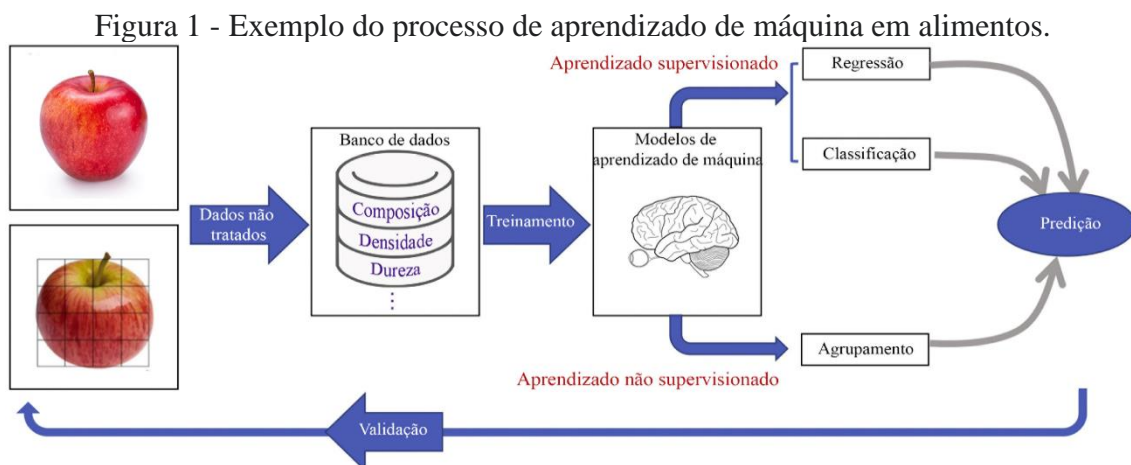 Figura 1 - Exemplo do processo de aprendizado de máquina em alimentos.
Aprendizado supervisionado
Regressão
Banco de dados
Modelos de
aprendizado de máquina
Classificação
Composição
Dados não
tratados
Treinamento
Predição
Densidade
Dureza
Agrupamento
Aprendizado não supervisionado
Validação